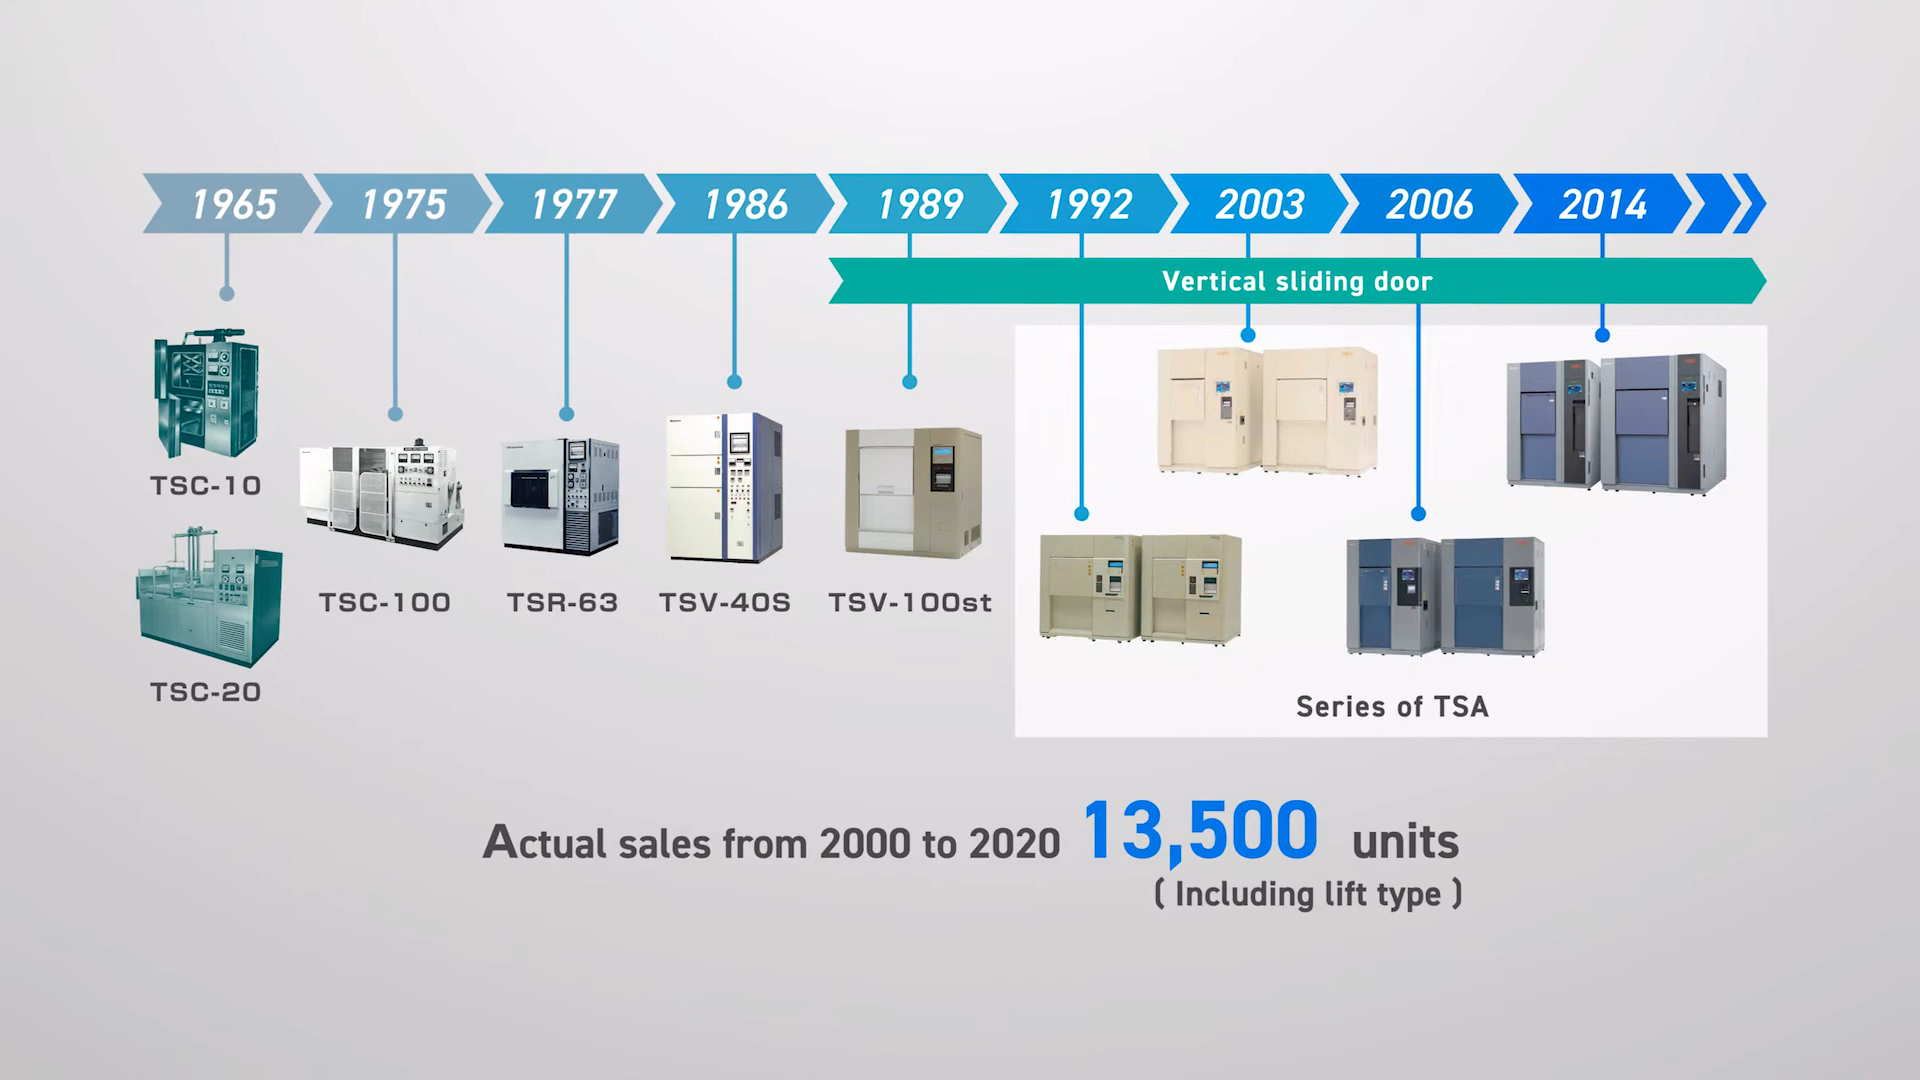 1965 1975 1977 1986 1989 1992 2003 2006 2014
Vertical sliding door
TSC-10
TSC-20
TSC-100
TSR-63
TSV-40S
TSV-100st
Series of TSA
Actual sales from 2000 to 2020 13,500 units
( Including lift type )